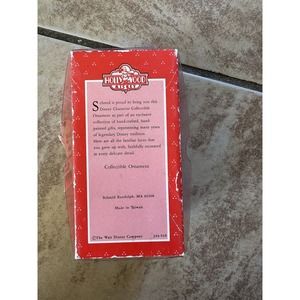 HOLLYWOOD
MICKEY
Schmid is proud to bring you this
Disney Character Collectible
Ornament as part of an exclusive
collection of hand-crafted, hand
painted gifts, representing many years
of legendary Disney tradition.
Here are all the familiar faces that
you grew up with, faithfully recreated
in every delicate detail.
Collectible Ornament
Schmid Randolph, MA 02368
Made in Taiwan
©The Walt Disney Company